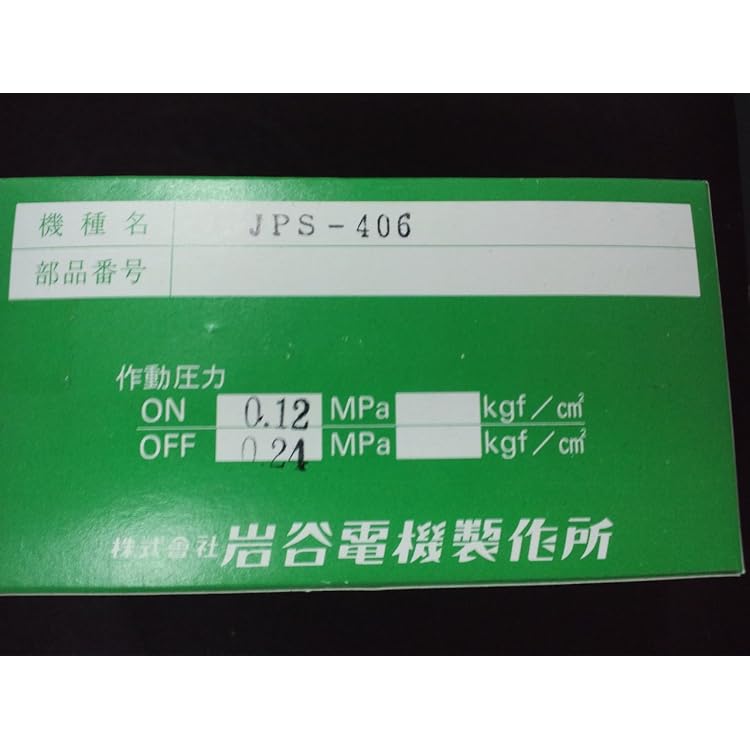 機種名 JPS-406
部品番号
作動圧力
ON 0.12 MPa kgf/c㎡
OFF 0.24 MPa kgf/c㎡
株式會社 岩谷電機製作所